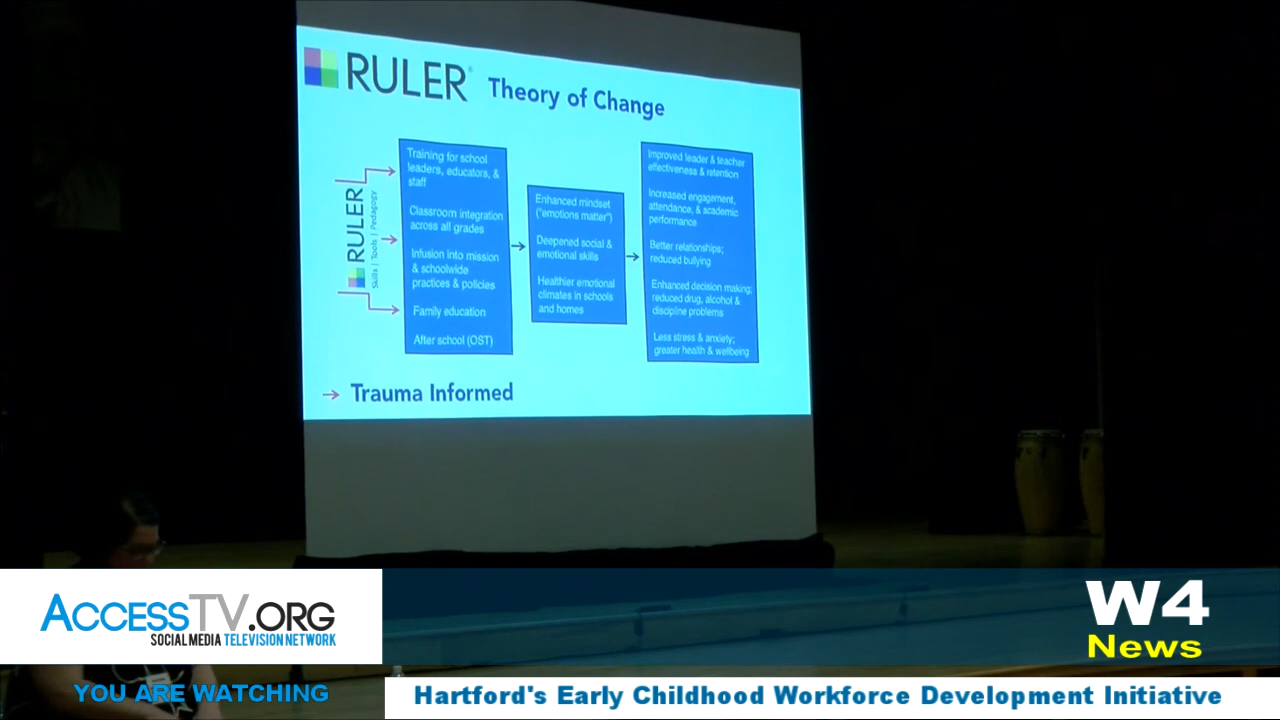 RULER® Theory of Change
RULER
Skills | Tools | Pedagogy
Training for school
leaders, educators, &
staff
Classroom integration
across all grades
Infusion into mission
& schoolwide
practices & policies
Family education
After school (OST)
Enhanced mindset
("emotions matter")
Deepened social &
emotional skills
Healthier emotional
climates in schools
and homes
Improved leader & teacher
effectiveness & retention
Increased engagement,
attendance, & academic
performance
Better relationships;
reduced bullying
Enhanced decision making;
reduced drug, alcohol &
discipline problems
Less stress & anxiety;
greater health & wellbeing
→ Trauma Informed
ACCESSTV.ORG
SOCIAL MEDIA TELEVISION NETWORK
W4
News
YOU ARE WATCHING
Hartford's Early Childhood Workforce Development Initiative